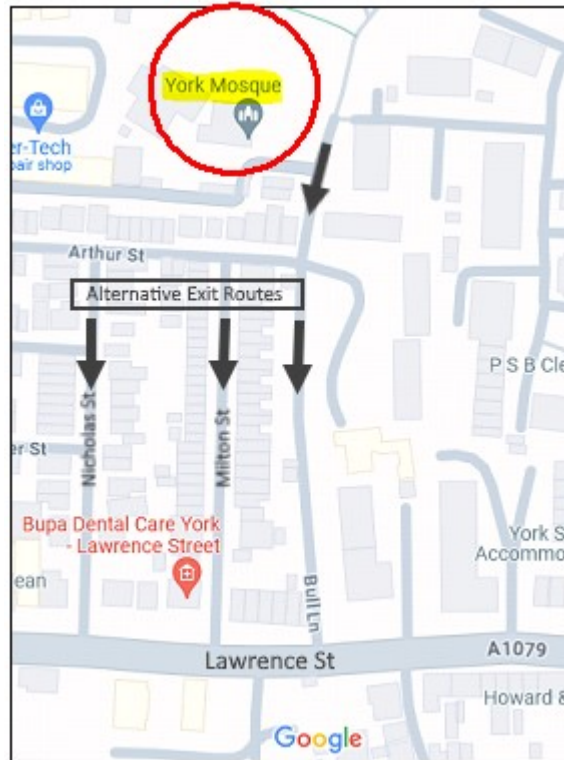 York Mosque
er-Tech
pair shop
Arthur St
Alternative Exit Routes
P S B Cle
Nicholas St
Milton St
er St
Bupa Dental Care York
- Lawrence Street
York S
Accommo
ean
Bull Ln
Lawrence St
A1079
Howard &
Google